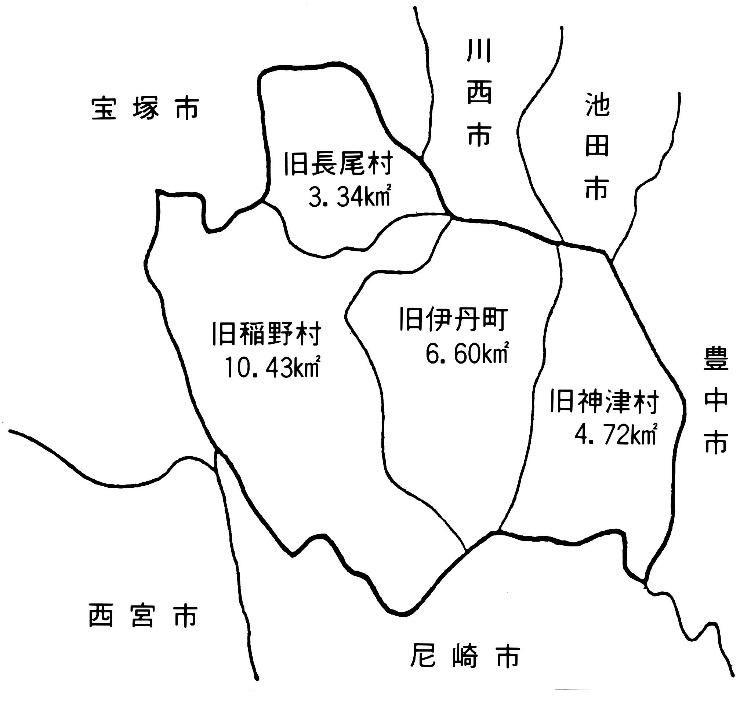 川西市
池田市
宝塚市
旧長尾村
3.34k㎡
旧稲野村
10.43k㎡
旧伊丹町
6.60k㎡
旧神津村
4.72k㎡
豊中市
西宮市
尼崎市